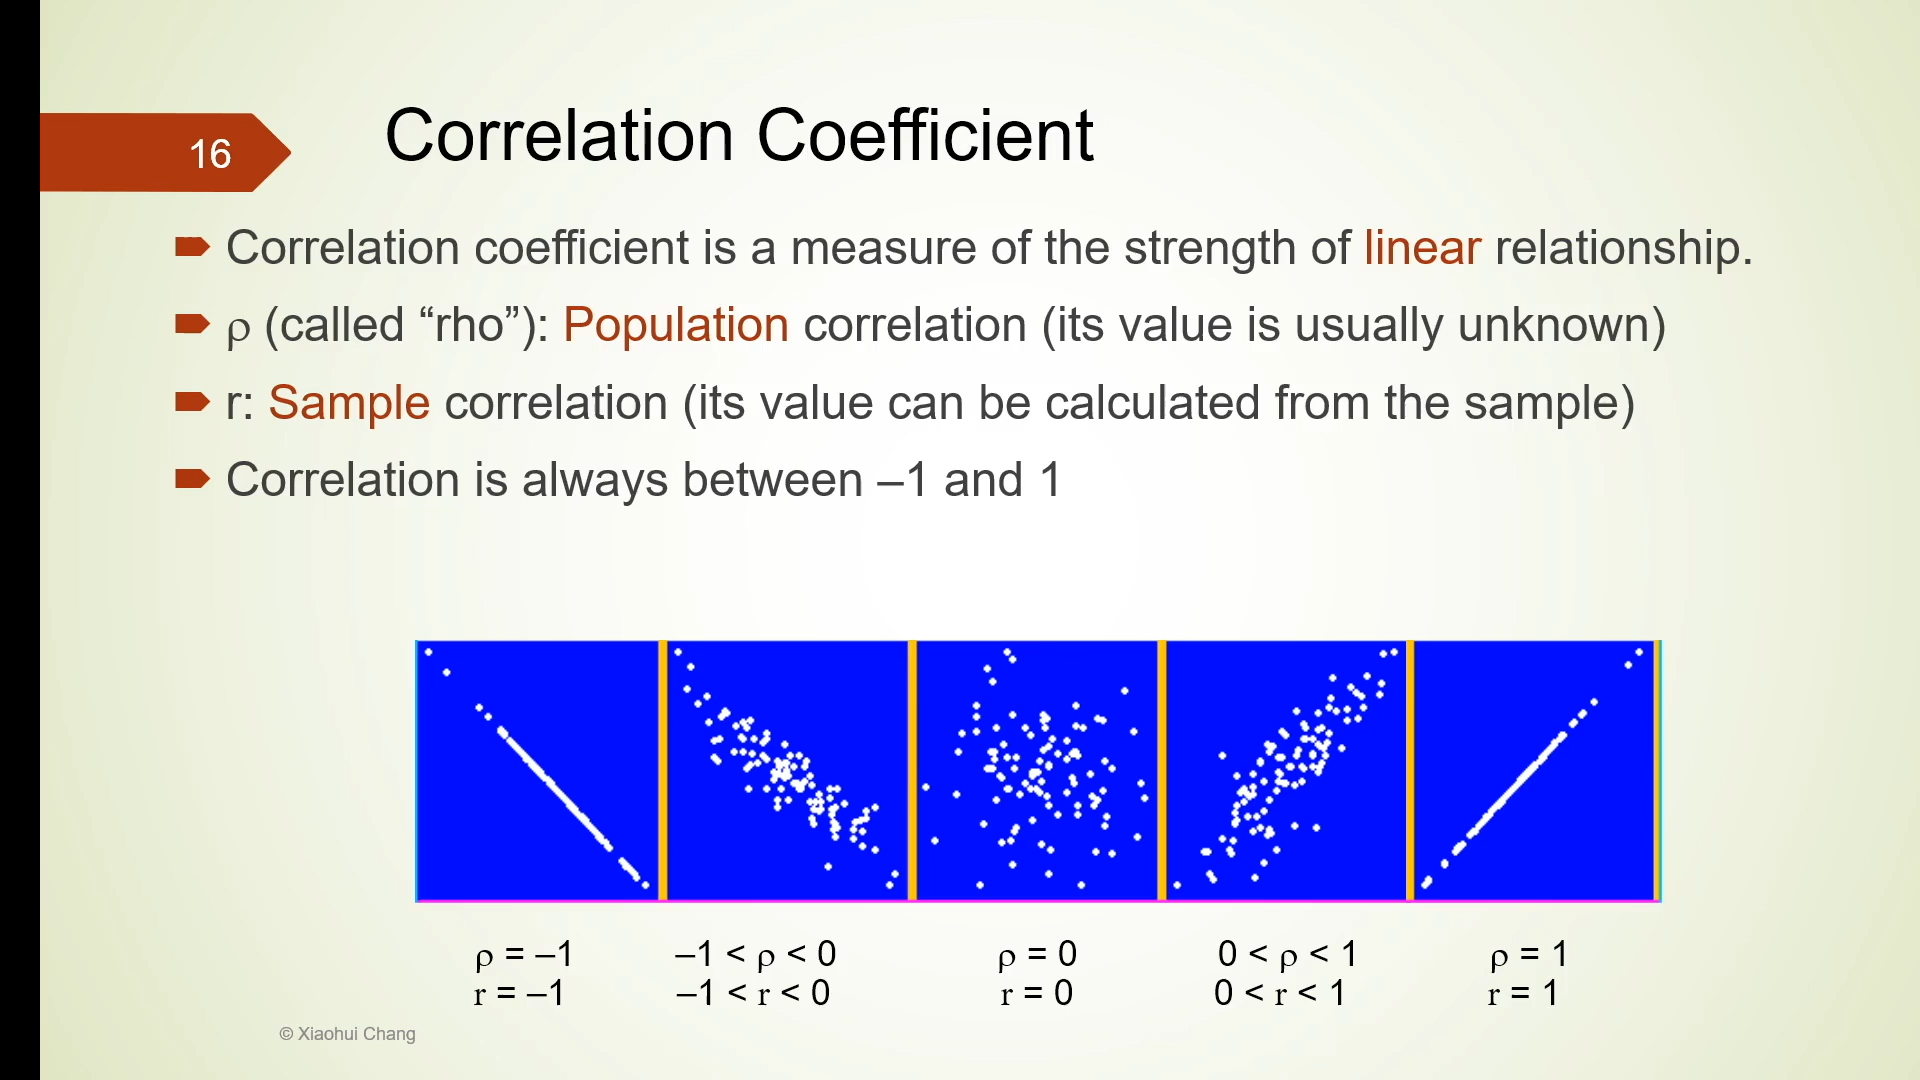 16
Correlation Coefficient
Correlation coefficient is a measure of the strength of linear relationship.
ρ (called “rho”): Population correlation (its value is usually unknown)
r: Sample correlation (its value can be calculated from the sample)
Correlation is always between –1 and 1
ρ = –1 –1 < ρ < 0 ρ = 0 0 < ρ < 1 ρ = 1
r = –1 –1 < r < 0 r = 0 0 < r < 1 r = 1
© Xiaohui Chang